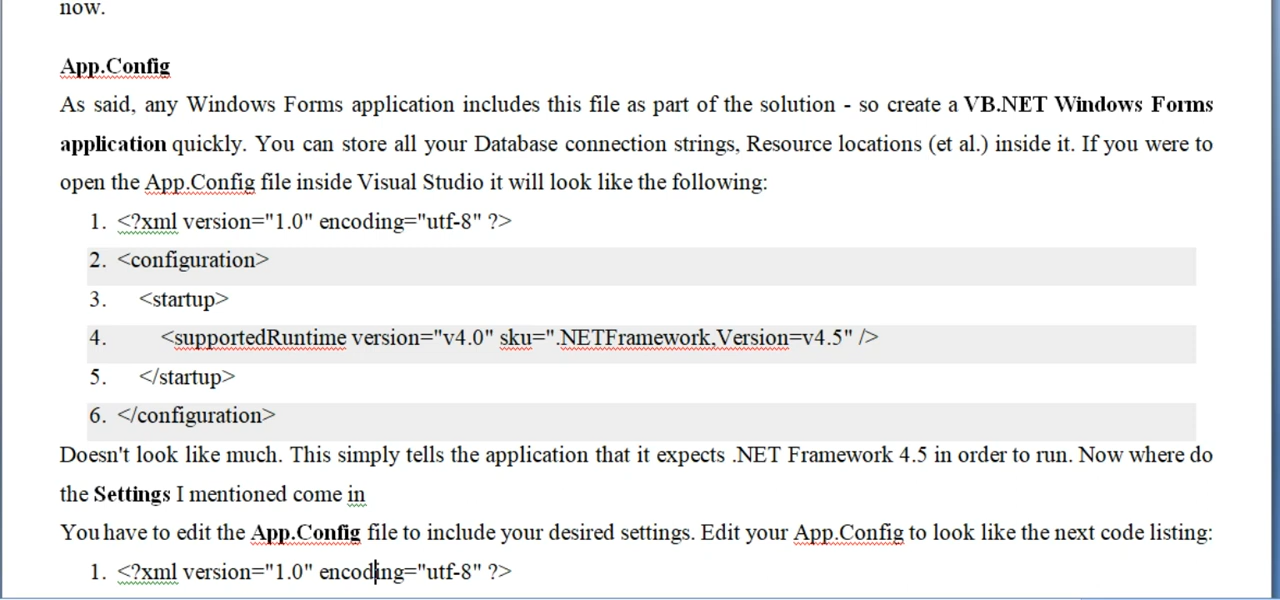 now.
App.Config
As said, any Windows Forms application includes this file as part of the solution - so create a VB.NET Windows Forms
application quickly. You can store all your Database connection strings, Resource locations (et al.) inside it. If you were to
open the App.Config file inside Visual Studio it will look like the following:
1. <?xml version="1.0" encoding="utf-8" ?>
2. <configuration>
3. <startup>
4. <supportedRuntime version="v4.0" sku=".NETFramework,Version=v4.5" />
5. </startup>
6. </configuration>
Doesn't look like much. This simply tells the application that it expects .NET Framework 4.5 in order to run. Now where do
the Settings I mentioned come in
You have to edit the App.Config file to include your desired settings. Edit your App.Config to look like the next code listing:
1. <?xml version="1.0" encoding="utf-8" ?>